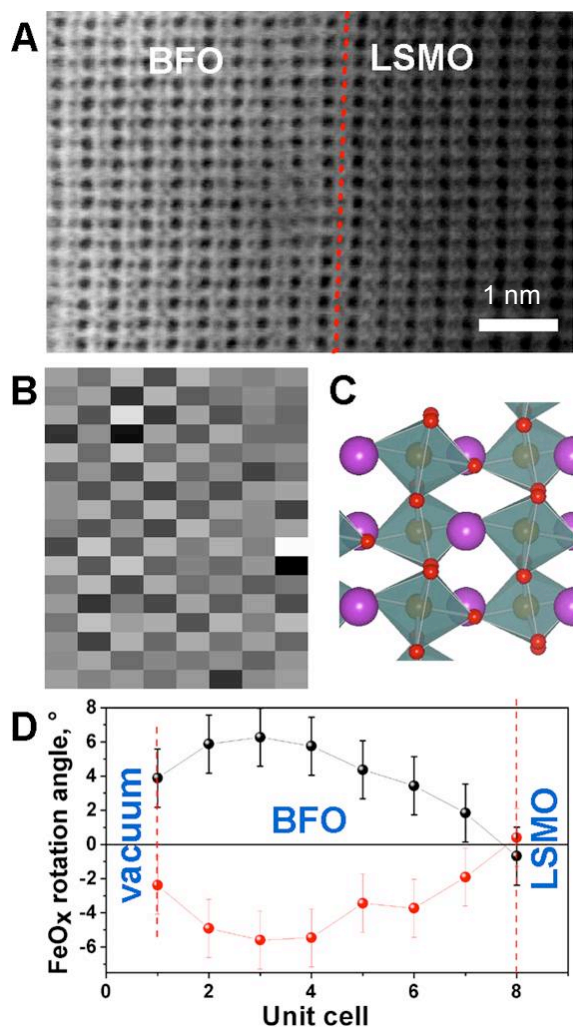 A
BFO LSMO
1 nm
B
C
D
FeOx rotation angle, °
8
6
4
2
0
-2
-4
-6
vacuum
BFO
LSMO
0 2 4 6 8
Unit cell